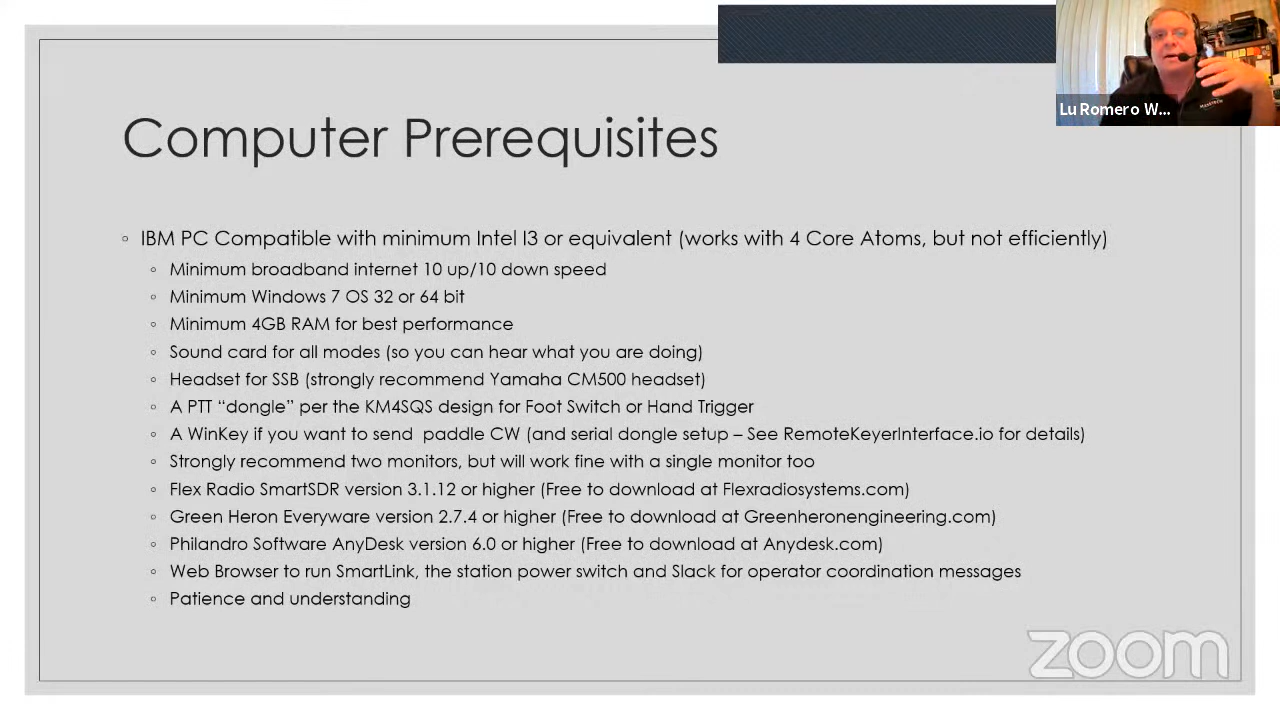 Lu Romero W...
Computer Prerequisites
IBM PC Compatible with minimum Intel I3 or equivalent (works with 4 Core Atoms, but not efficiently)
Minimum broadband internet 10 up/10 down speed
Minimum Windows 7 OS 32 or 64 bit
Minimum 4GB RAM for best performance
Sound card for all modes (so you can hear what you are doing)
Headset for SSB (strongly recommend Yamaha CM500 headset)
A PTT “dongle” per the KM4SQS design for Foot Switch or Hand Trigger
A WinKey if you want to send paddle CW (and serial dongle setup – See RemoteKeyerInterface.io for details)
Strongly recommend two monitors, but will work fine with a single monitor too
Flex Radio SmartSDR version 3.1.12 or higher (Free to download at Flexradiosystems.com)
Green Heron Everyware version 2.7.4 or higher (Free to download at Greenheronengineering.com)
Philandro Software AnyDesk version 6.0 or higher (Free to download at Anydesk.com)
Web Browser to run SmartLink, the station power switch and Slack for operator coordination messages
Patience and understanding
zoom